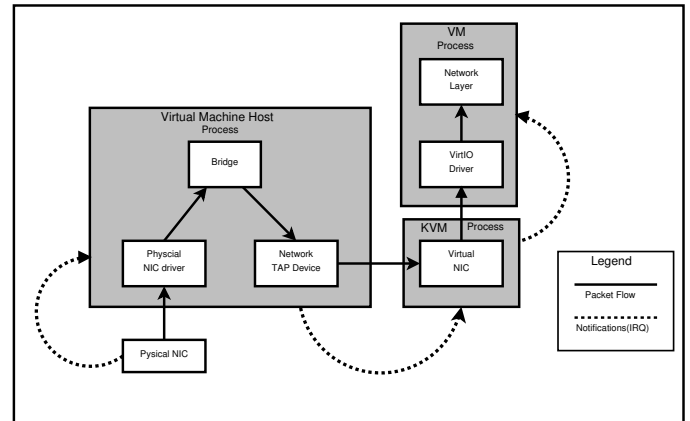 VM
Process
Network
Layer
VirtIO
Driver
Virtual Machine Host
Process
Bridge
Physcial
NIC driver
Network
TAP Device
KVM
Process
Virtual
NIC
Pysical NIC
Legend
Packet Flow
Notifications(IRQ)